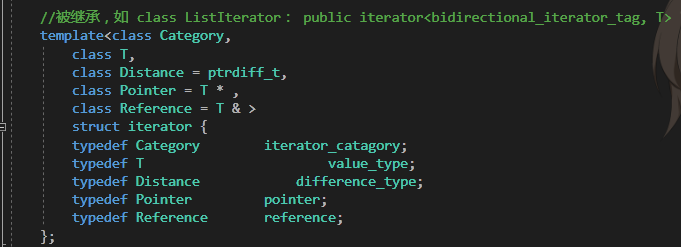 //被继承，如 class ListIterator： public iterator<bidirectional_iterator_tag, T>
template<class Category,
class T,
class Distance = ptrdiff_t,
class Pointer = T * ,
class Reference = T & >
struct iterator {
typedef Category iterator_catagory;
typedef T value_type;
typedef Distance difference_type;
typedef Pointer pointer;
typedef Reference reference;
};